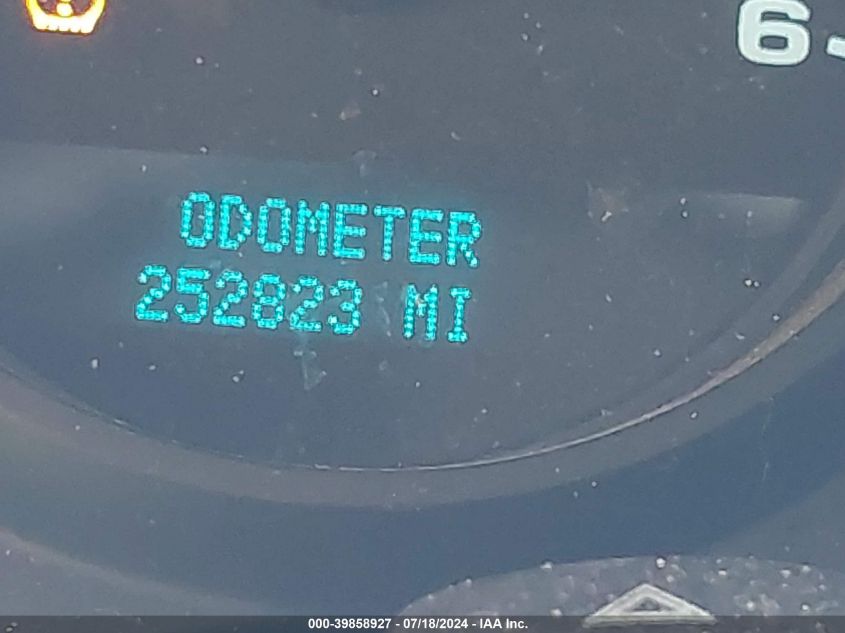 6
ODOMETER
252823 MI
000-39858927 - 07/18/2024 - IAA Inc.